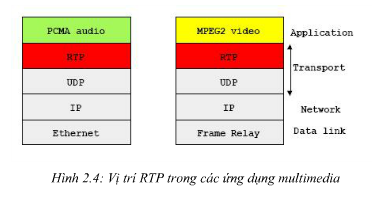 PCMA audio MPEG2 video Application
RTP RTP
Transport
UDP UDP
IP IP Network
Ethernet Frame Relay Data link
Hình 2.4: Vị trí RTP trong các ứng dụng multimedia